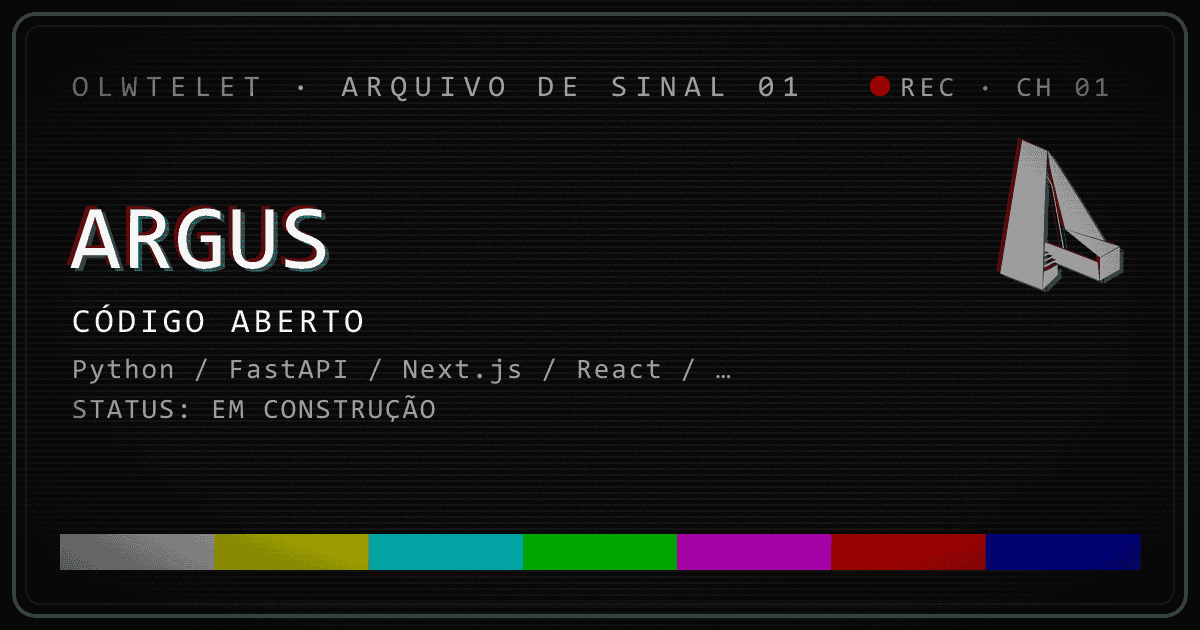 OLWTELET · ARQUIVO DE SINAL 01
REC · CH 01
ARGUS
CÓDIGO ABERTO
Python / FastAPI / Next.js / React / …
STATUS: EM CONSTRUÇÃO